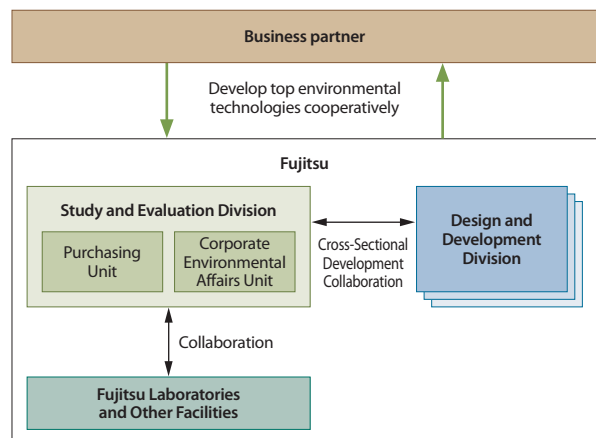 Business partner
Develop top environmental
technologies cooperatively
Fujitsu
Study and Evaluation Division
Purchasing
Unit
Corporate
Environmental
Affairs Unit
Cross-Sectional
Development
Collaboration
Design and
Development
Division
Collaboration
Fujitsu Laboratories
and Other Facilities